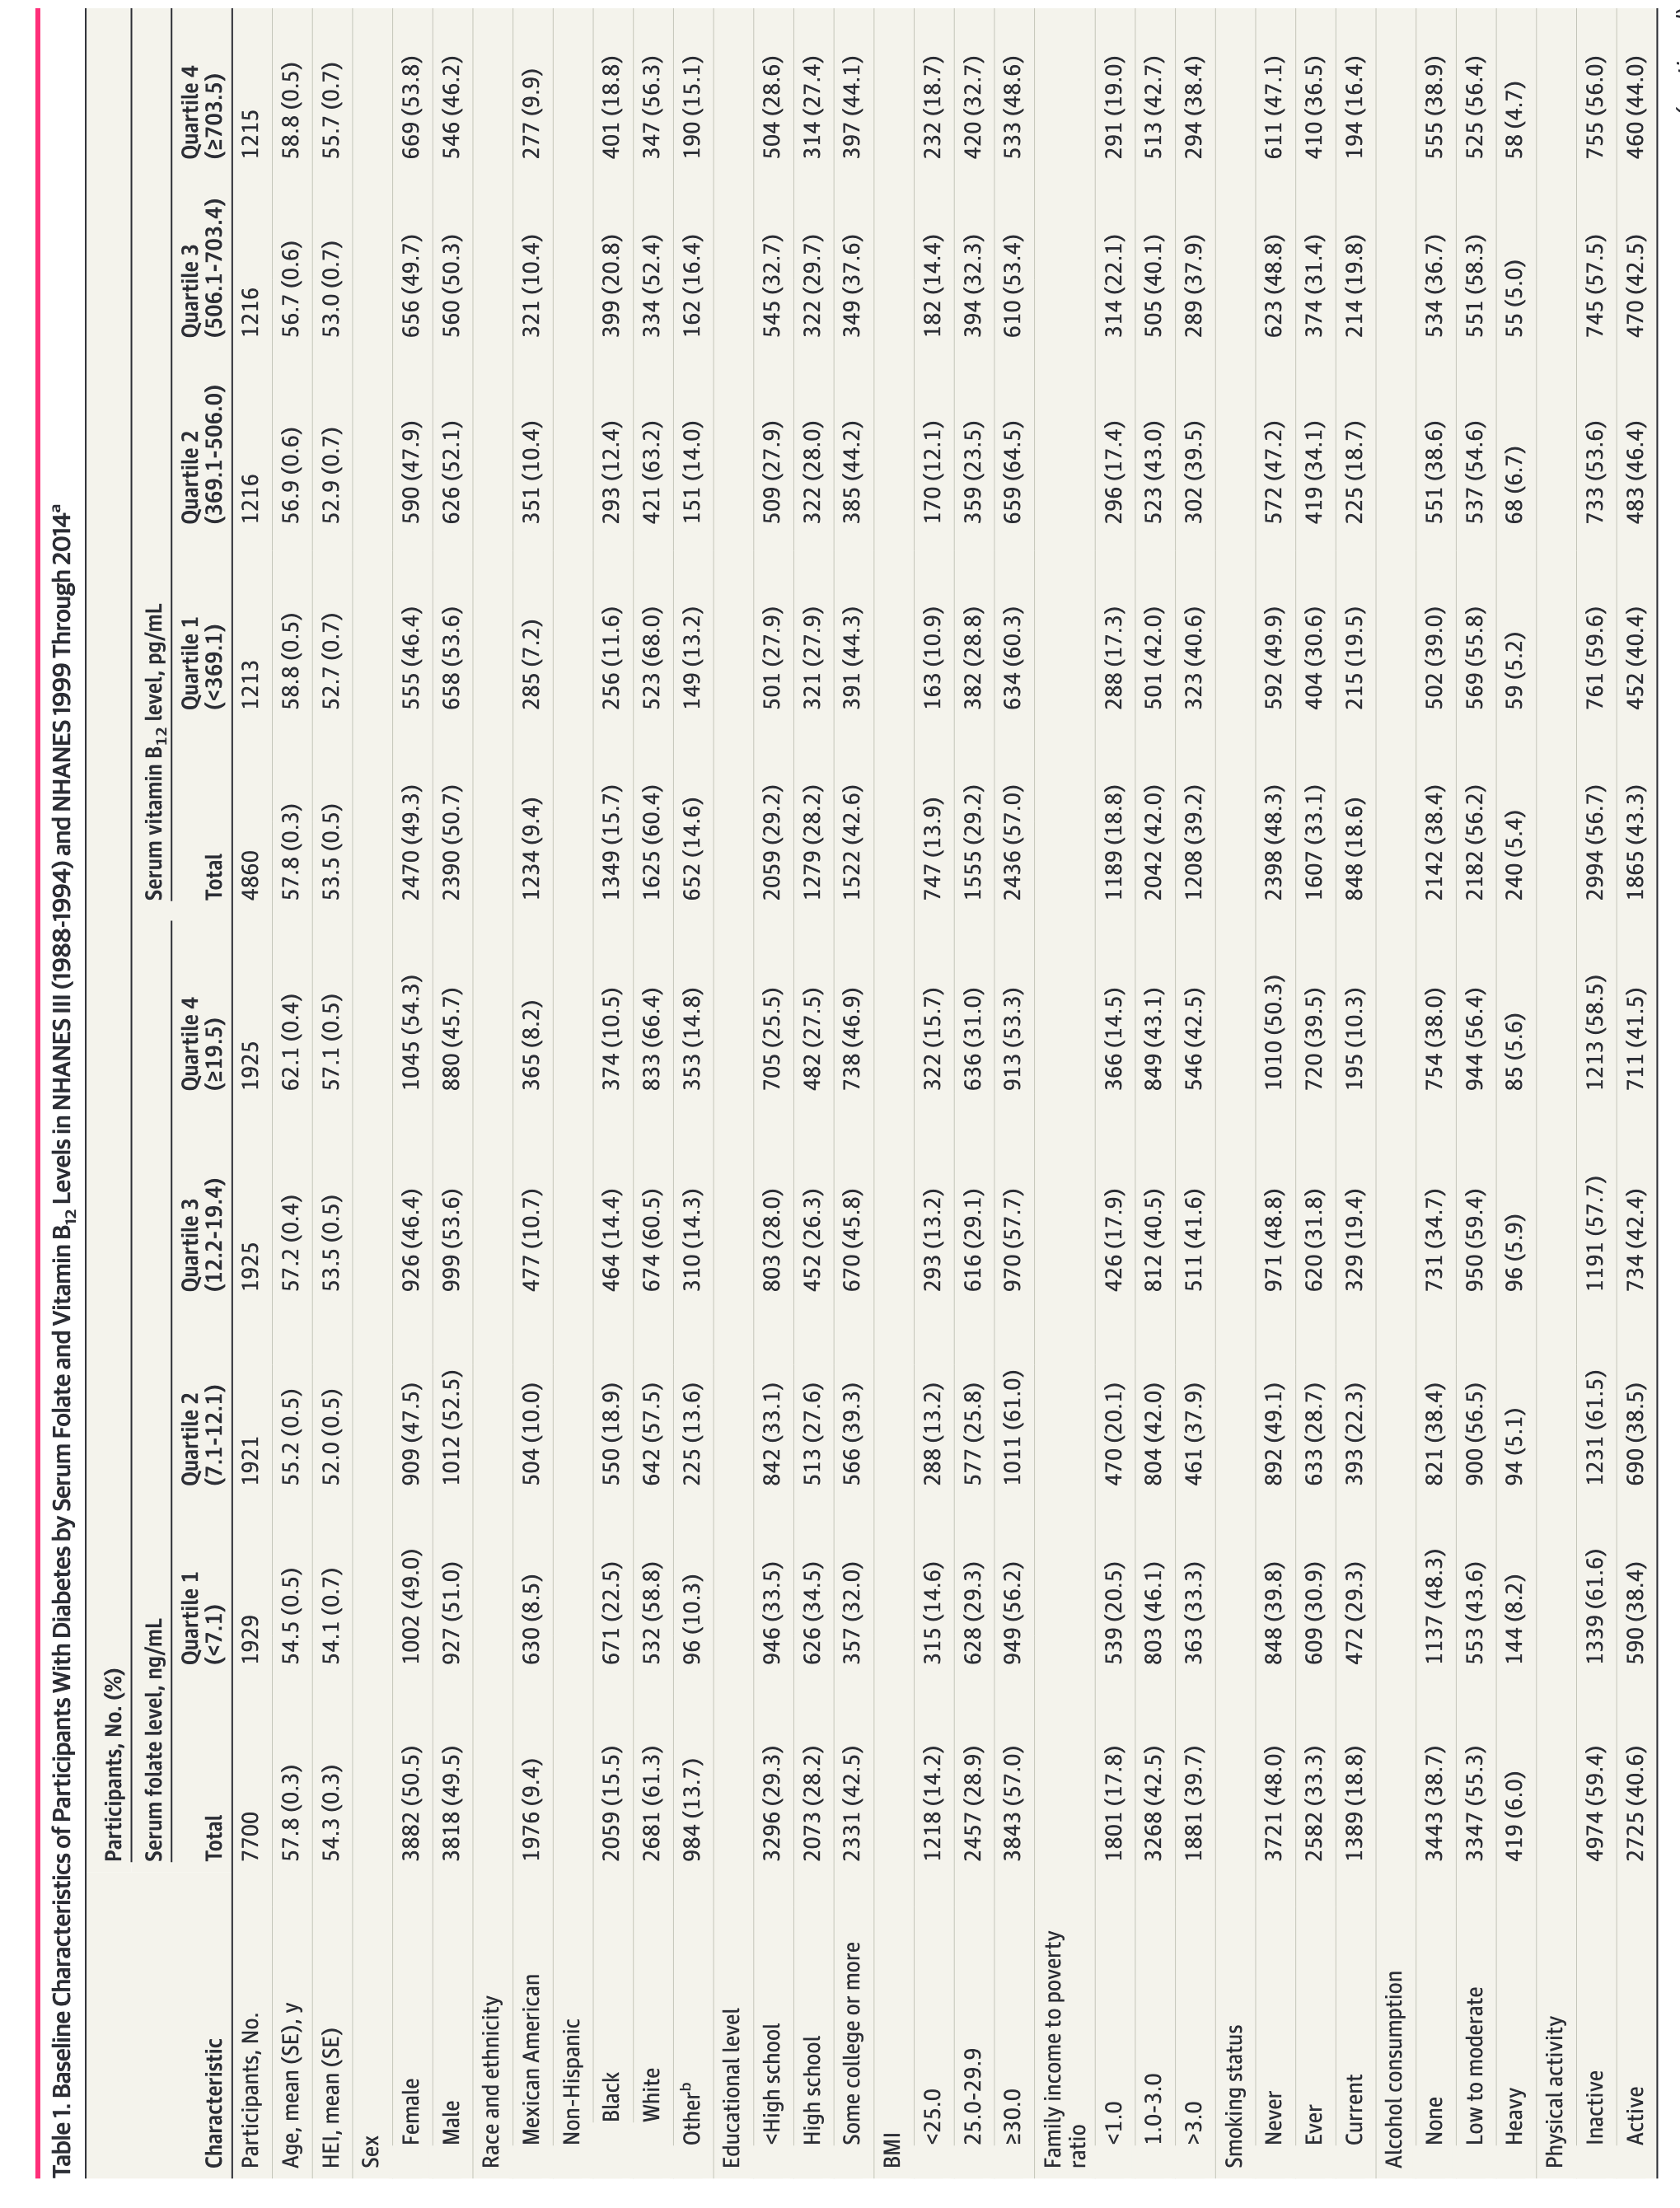 Table 1. Baseline Characteristics of Participants With Diabetes by Serum Folate and Vitamin B12 Levels in NHANES III (1988-1994) and NHANES 1999 Through 2014a
Participants, No. (%)
Serum folate level, ng/mL Serum vitamin B12 level, pg/mL
Characteristic Total Quartile 1 (<7.1) Quartile 2 (7.1-12.1) Quartile 3 (12.2-19.4) Quartile 4 (≥19.5) Total Quartile 1 (<369.1) Quartile 2 (369.1-506.0) Quartile 3 (506.1-703.4) Quartile 4 (≥703.5)
Participants, No. 7700 1929 1921 1925 1925 4860 1213 1216 1216 1215
Age, mean (SE), y 57.8 (0.3) 54.5 (0.5) 55.2 (0.5) 57.2 (0.4) 62.1 (0.4) 57.8 (0.3) 58.8 (0.5) 56.9 (0.6) 56.7 (0.6) 58.8 (0.5)
HEI, mean (SE) 54.3 (0.3) 54.1 (0.7) 52.0 (0.5) 53.5 (0.5) 57.1 (0.5) 53.5 (0.5) 52.7 (0.7) 52.9 (0.7) 53.0 (0.7) 55.7 (0.7)
Sex
Female 3882 (50.5) 1002 (49.0) 909 (47.5) 926 (46.4) 1045 (54.3) 2470 (49.3) 555 (46.4) 590 (47.9) 656 (49.7) 669 (53.8)
Male 3818 (49.5) 927 (51.0) 1012 (52.5) 999 (53.6) 880 (45.7) 2390 (50.7) 658 (53.6) 626 (52.1) 560 (50.3) 546 (46.2)
Race and ethnicity
Mexican American 1976 (9.4) 630 (8.5) 504 (10.0) 477 (10.7) 365 (8.2) 1234 (9.4) 285 (7.2) 351 (10.4) 321 (10.4) 277 (9.9)
Non-Hispanic
Black 2059 (15.5) 671 (22.5) 550 (18.9) 464 (14.4) 374 (10.5) 1349 (15.7) 256 (11.6) 293 (12.4) 399 (20.8) 401 (18.8)
White 2681 (61.3) 532 (58.8) 642 (57.5) 674 (60.5) 833 (66.4) 1625 (60.4) 523 (68.0) 421 (63.2) 334 (52.4) 347 (56.3)
Otherb 984 (13.7) 96 (10.3) 225 (13.6) 310 (14.3) 353 (14.8) 652 (14.6) 149 (13.2) 151 (14.0) 162 (16.4) 190 (15.1)
Educational level
<High school 3296 (29.3) 946 (33.5) 842 (33.1) 803 (28.0) 705 (25.5) 2059 (29.2) 501 (27.9) 509 (27.9) 545 (32.7) 504 (28.6)
High school 2073 (28.2) 626 (34.5) 513 (27.6) 452 (26.3) 482 (27.5) 1279 (28.2) 321 (27.9) 322 (28.0) 322 (29.7) 314 (27.4)
Some college or more 2331 (42.5) 357 (32.0) 566 (39.3) 670 (45.8) 738 (46.9) 1522 (42.6) 391 (44.3) 385 (44.2) 349 (37.6) 397 (44.1)
BMI
<25.0 1218 (14.2) 315 (14.6) 288 (13.2) 293 (13.2) 322 (15.7) 747 (13.9) 163 (10.9) 170 (12.1) 182 (14.4) 232 (18.7)
25.0-29.9 2457 (28.9) 628 (29.3) 577 (25.8) 616 (29.1) 636 (31.0) 1555 (29.2) 382 (28.8) 359 (23.5) 394 (32.3) 420 (32.7)
≥30.0 3843 (57.0) 949 (56.2) 1011 (61.0) 970 (57.7) 913 (53.3) 2436 (57.0) 634 (60.3) 659 (64.5) 610 (53.4) 533 (48.6)
Family income to poverty
ratio
<1.0 1801 (17.8) 539 (20.5) 470 (20.1) 426 (17.9) 366 (14.5) 1189 (18.8) 288 (17.3) 296 (17.4) 314 (22.1) 291 (19.0)
1.0-3.0 3268 (42.5) 803 (46.1) 804 (42.0) 812 (40.5) 849 (43.1) 2042 (42.0) 501 (42.0) 523 (43.0) 505 (40.1) 513 (42.7)
>3.0 1881 (39.7) 363 (33.3) 461 (37.9) 511 (41.6) 546 (42.5) 1208 (39.2) 323 (40.6) 302 (39.5) 289 (37.9) 294 (38.4)
Smoking status
Never 3721 (48.0) 848 (39.8) 892 (49.1) 971 (48.8) 1010 (50.3) 2398 (48.3) 592 (49.9) 572 (47.2) 623 (48.8) 611 (47.1)
Ever 2582 (33.3) 609 (30.9) 633 (28.7) 620 (31.8) 720 (39.5) 1607 (33.1) 404 (30.6) 419 (34.1) 374 (31.4) 410 (36.5)
Current 1389 (18.8) 472 (29.3) 393 (22.3) 329 (19.4) 195 (10.3) 848 (18.6) 215 (19.5) 225 (18.7) 214 (19.8) 194 (16.4)
Alcohol consumption
None 3443 (38.7) 1137 (48.3) 821 (38.4) 731 (34.7) 754 (38.0) 2142 (38.4) 502 (39.0) 551 (38.6) 534 (36.7) 555 (38.9)
Low to moderate 3347 (55.3) 553 (43.6) 900 (56.5) 950 (59.4) 944 (56.4) 2182 (56.2) 569 (55.8) 537 (54.6) 551 (58.3) 525 (56.4)
Heavy 419 (6.0) 144 (8.2) 94 (5.1) 96 (5.9) 85 (5.6) 240 (5.4) 59 (5.2) 68 (6.7) 55 (5.0) 58 (4.7)
Physical activity
Inactive 4974 (59.4) 1339 (61.6) 1231 (61.5) 1191 (57.7) 1213 (58.5) 2994 (56.7) 761 (59.6) 733 (53.6) 745 (57.5) 755 (56.0)
Active 2725 (40.6) 590 (38.4) 690 (38.5) 734 (42.4) 711 (41.5) 1865 (43.3) 452 (40.4) 483 (46.4) 470 (42.5) 460 (44.0)